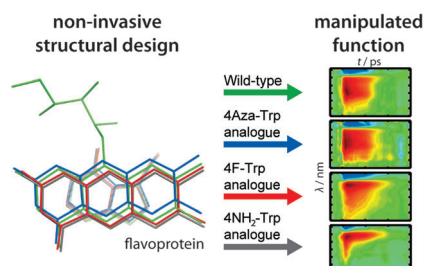 non-invasive
structural design
manipulated
function
t / ps
Wild-type
4Aza-Trp
analogue
4F-Trp
analogue
4NH₂-Trp
analogue
λ / nm
flavoprotein